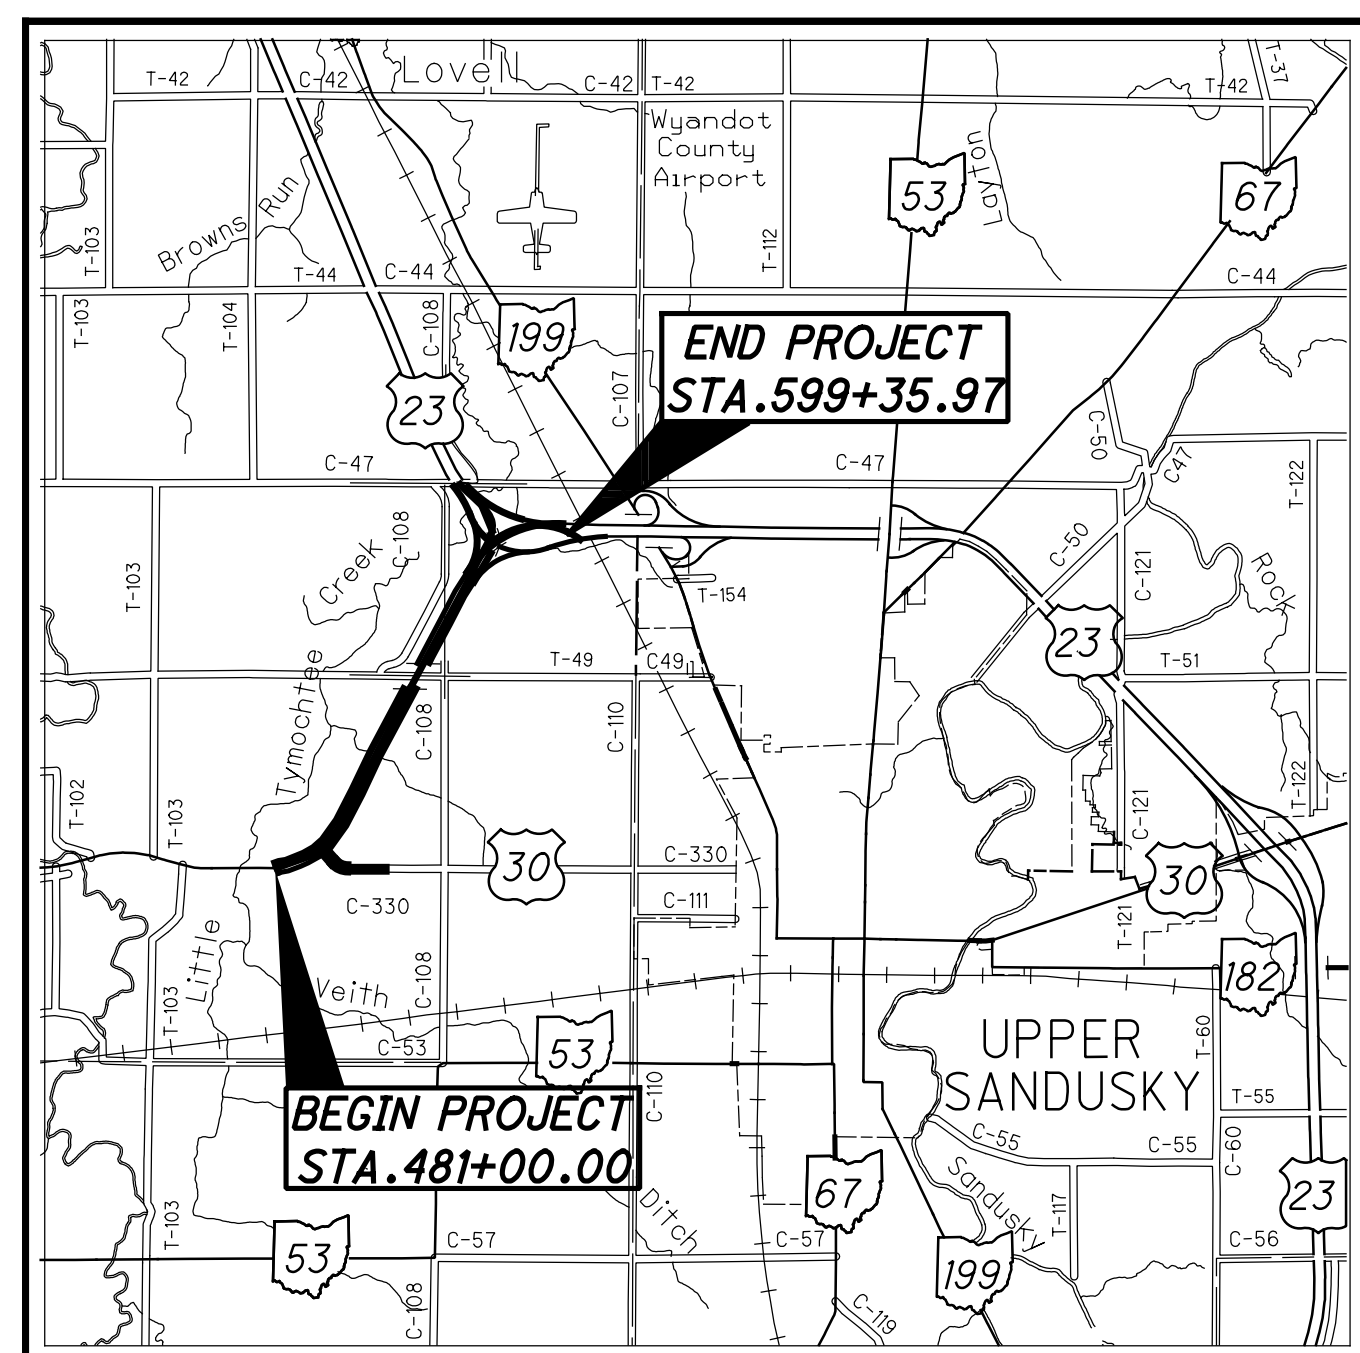 Lovell
T-42
C-42
C-42
T-42
T-42
T-37
Wyandot
County
Airport
Layton
53
67
Browns Run
T-103
T-112
T-44
C-44
C-44
T-103
T-104
C-108
199
END PROJECT
STA.599+35.97
C-107
23
C-50
C47
C-47
C-47
T-122
C-108
Creek
C-50
C-121
Rock
T-103
T-154
23
T-49
C49
T-51
Tymochtee
C-108
C-110
T-102
T-103
T-122
C-121
C-330
30
30
C-330
C-111
T-121
Little
C-108
182
T-103
Veith
UPPER
SANDUSKY
T-60
C-53
53
C-110
T-55
BEGIN PROJECT
STA.481+00.00
C-55
C-55
C-60
Sandusky
67
T-117
23
T-103
Ditch
53
C-57
C-57
C-56
199
C-108
C-119